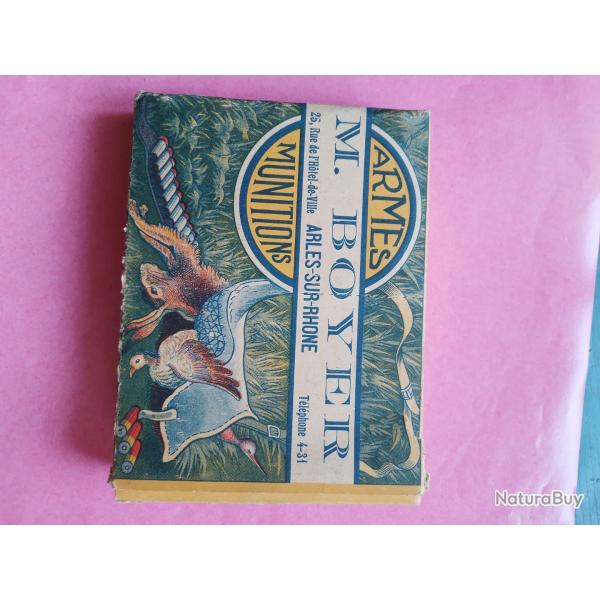 ARMES
M. BOYER
25, Rue de l'Hôtel-de-Ville ARLES-SUR-RHONE Téléphone 4-31
MUNITIONS
NaturaBuy